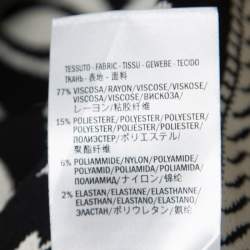 TESSUTO - FABRIC - TISSU - GEWEBE - TECIDO
ТКАНЬ - 表地 - 面料
77% VISCOSA/RAYON/VISCOSE/VISKOSE/
VISCOSA/VISCOSE/ВИСКОЗА/
レーヨン/粘胶纤维
15% POLIESTERE/POLYESTER/POLYESTER/
POLYESTER/POLIÉSTER/POLYESTER/
ПОЛИЭСТЕР/ポリエステル/
聚酯纤维
6% POLIAMMIDE/NYLON/POLYAMIDE/
POLYAMID/POLIAMIDA/POLYAMIDE/
ПОЛИАМИД/ナイロン/锦纶
2% ELASTAN/ELASTANE/ELASTHANNE/
ELASTHAN/ELASTANO/ELASTANO/
ЭЛАСТАН/ポリウレタン/氨纶